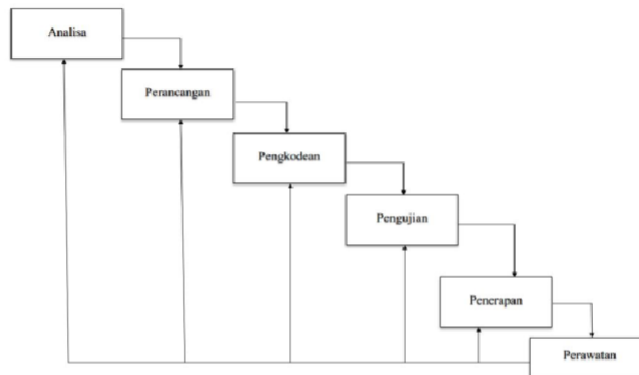 Analisa
Perancangan
Pengkodean
Pengujian
Penerapan
Perawatan